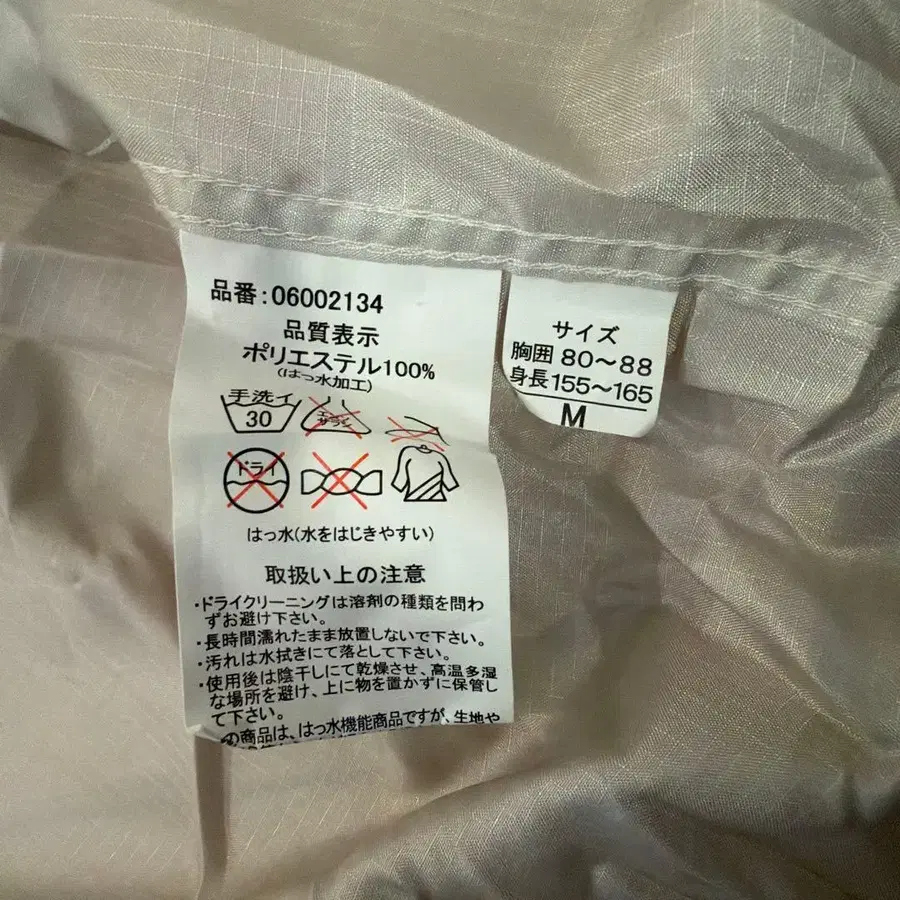 品番:06002134
品質表示
ポリエステル100%
(はっ水加工)
手洗イ
30
ドライ
はっ水(水をはじきやすい)
取扱い上の注意
・ドライクリーニングは溶剤の種類を問わ
ずお避け下さい。
・長時間濡れたまま放置しないで下さい。
・汚れは水拭きにて落として下さい。
・使用後は陰干しにて乾燥させ、高温多湿
な場所を避け、上に物を置かずに保管し
て下さい。
の商品は、はっ水機能商品ですが、生地や
サイズ
胸囲 80〜88
身長 155〜165
M